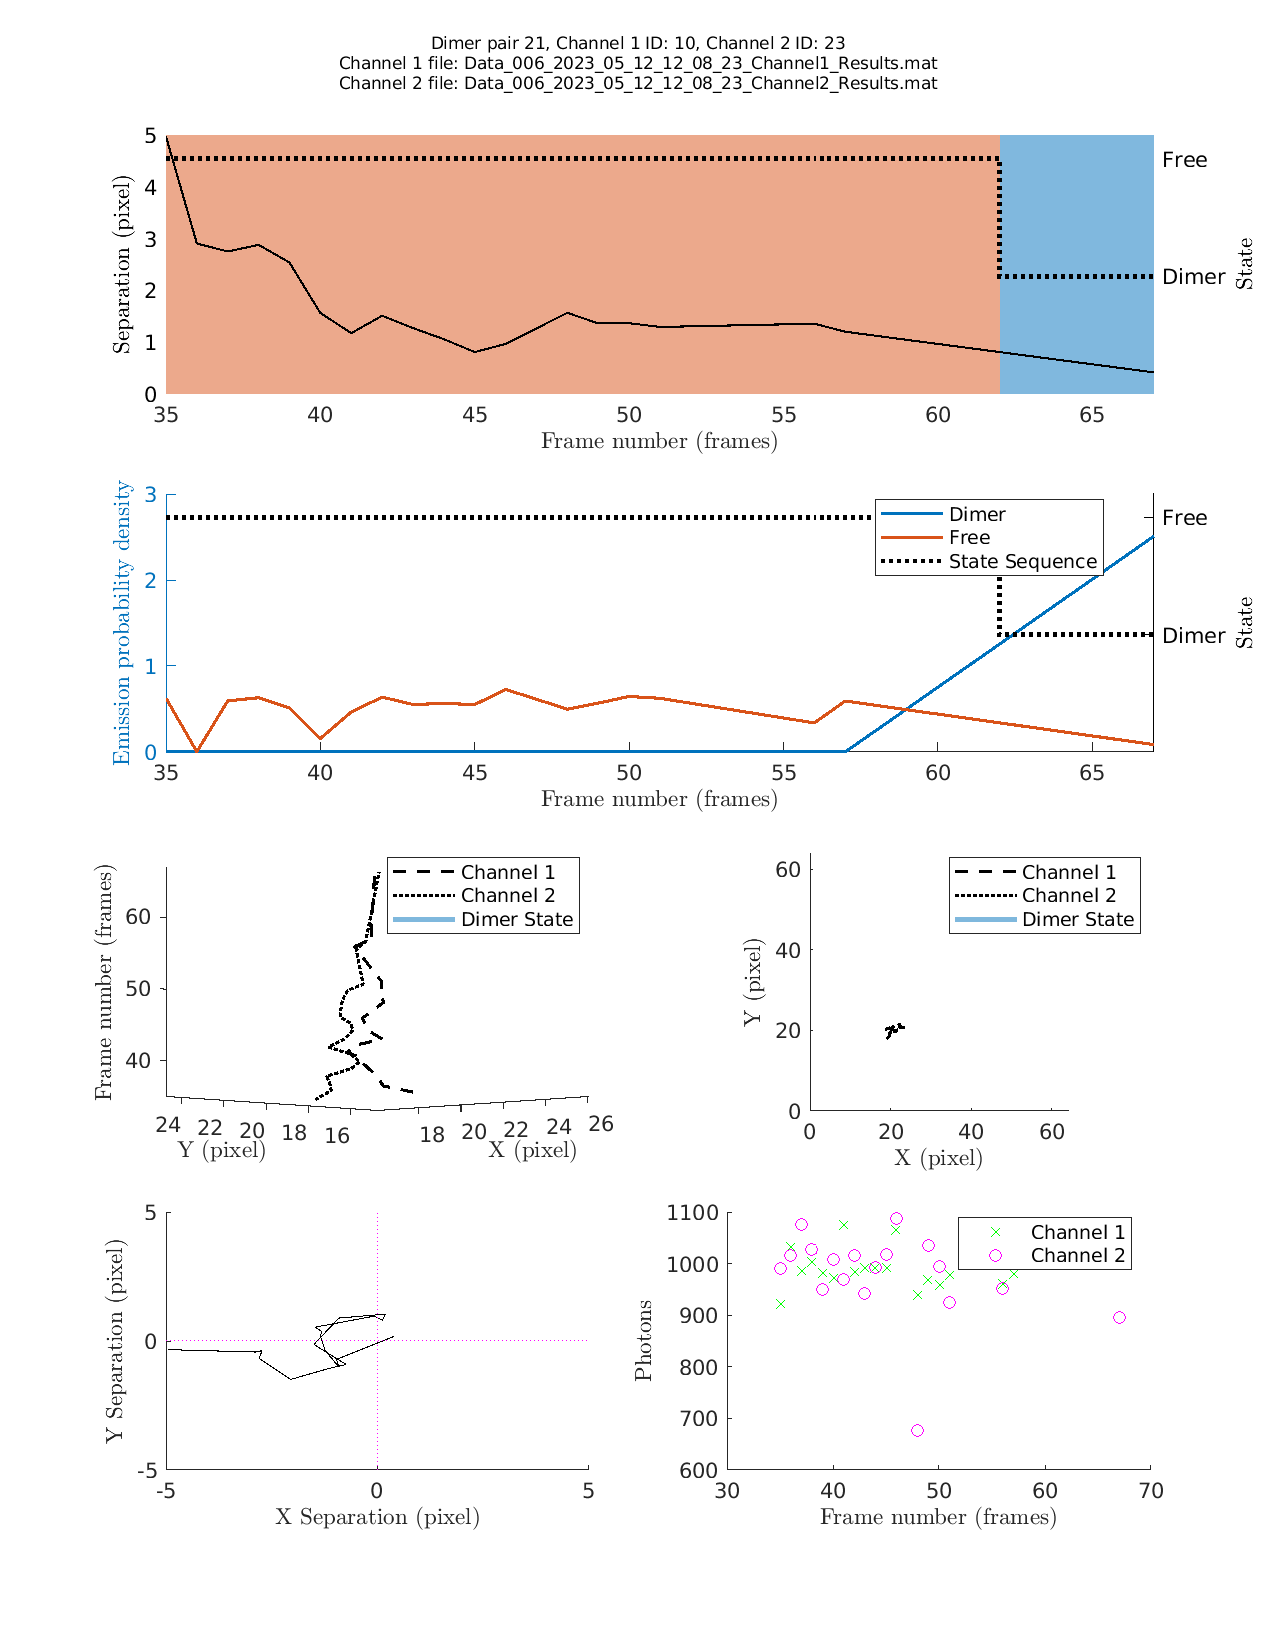 Dimer pair 21, Channel 1 ID: 10, Channel 2 ID: 23
Channel 1 file: Data_006_2023_05_12_12_08_23_Channel1_Results.mat
Channel 2 file: Data_006_2023_05_12_12_08_23_Channel2_Results.mat
5
4
3
2
1
0
Separation (pixel)
Free
Dimer
State
35 40 45 50 55 60 65
Frame number (frames)
3
2
1
0
Emission probability density
Dimer
Free
State Sequence
Free
Dimer
State
35 40 45 50 55 60 65
Frame number (frames)
60
50
40
Frame number (frames)
Channel 1
Channel 2
Dimer State
24 22 20 18 16
18 20 22 24 26
Y (pixel)
X (pixel)
60
40
20
0
Y (pixel)
Channel 1
Channel 2
Dimer State
0 20 40 60
X (pixel)
5
0
-5
Y Separation (pixel)
-5 0 5
X Separation (pixel)
1100
1000
900
800
700
600
Photons
Channel 1
Channel 2
30 40 50 60 70
Frame number (frames)